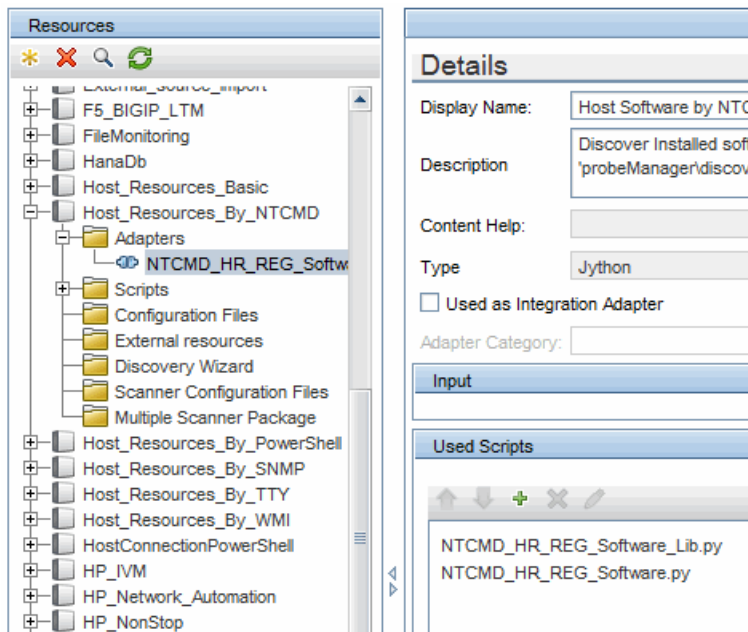 Resources
External_source_import
F5_BIGIP_LTM
FileMonitoring
HanaDb
Host_Resources_Basic
Host_Resources_By_NTCMD
Adapters
NTCMD_HR_REG_Softwa
Scripts
Configuration Files
External resources
Discovery Wizard
Scanner Configuration Files
Multiple Scanner Package
Host_Resources_By_PowerShell
Host_Resources_By_SNMP
Host_Resources_By_TTY
Host_Resources_By_WMI
HostConnectionPowerShell
HP_IVM
HP_Network_Automation
HP_NonStop
Details
Display Name: Host Software by NTC
Description Discover Installed soft
'probeManager\discov
Content Help:
Type Jython
Used as Integration Adapter
Adapter Category:
Input
Used Scripts
NTCMD_HR_REG_Software_Lib.py
NTCMD_HR_REG_Software.py